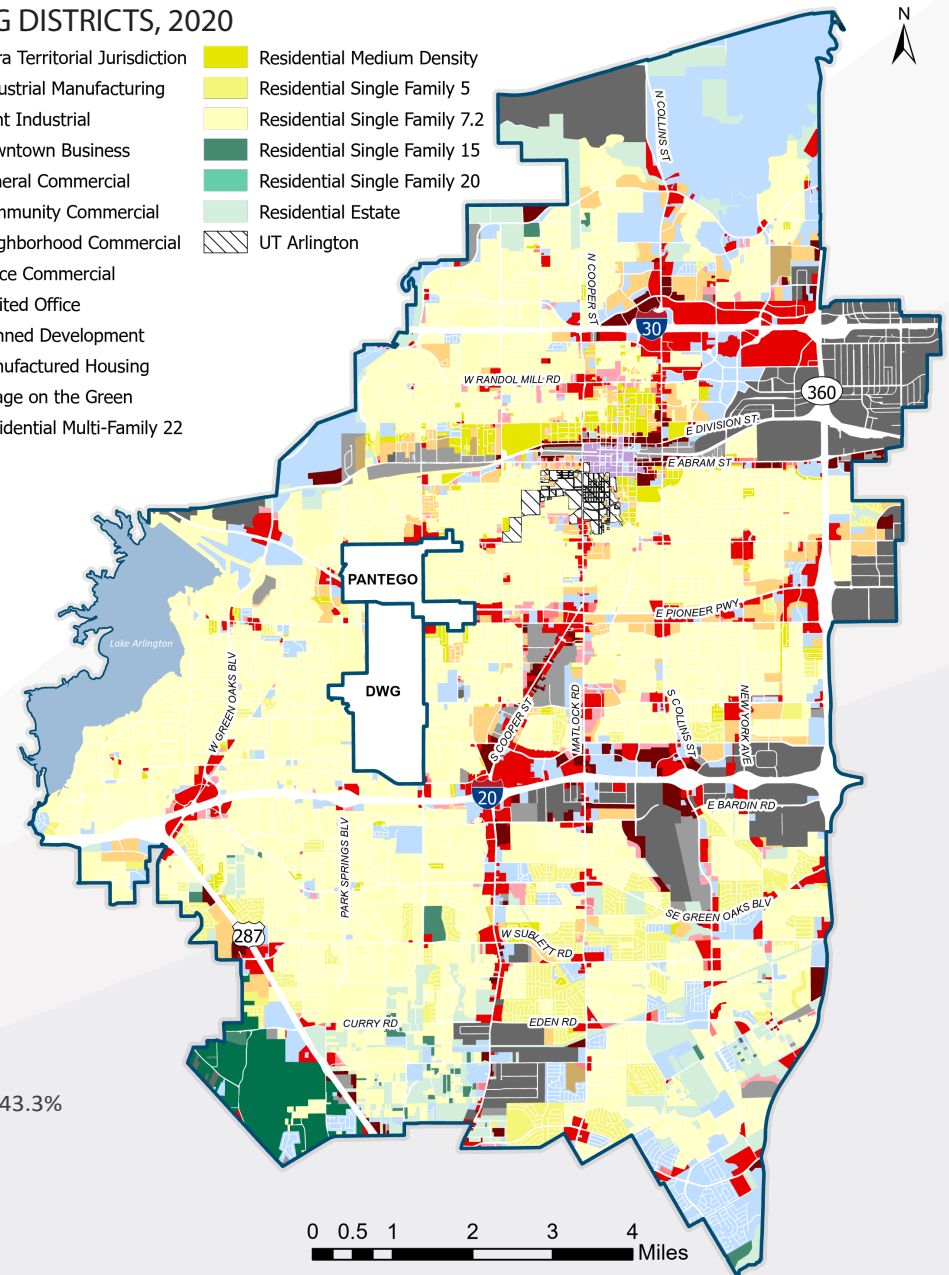 G DISTRICTS, 2020
ra Territorial Jurisdiction
ustrial Manufacturing
ht Industrial
wntown Business
neral Commercial
mmunity Commercial
ghborhood Commercial
ice Commercial
ited Office
nned Development
nufactured Housing
age on the Green
idential Multi-Family 22
Residential Medium Density
Residential Single Family 5
Residential Single Family 7.2
Residential Single Family 15
Residential Single Family 20
Residential Estate
UT Arlington
N
N COLLINS ST
N COOPER ST
30
W RANDOL MILL RD
360
E DIVISION ST.
E ABRAM ST
PANTEGO
E PIONEER PWY
Lake Arlington
W GREEN OAKS BLV
DWG
S COOPER ST
MATLOCK RD
S COLLINS ST
NEW YORK AVE
20
E BARDIN RD
PARK SPRINGS BLV
SE GREEN OAKS BLV
287
W SUBLETT RD
CURRY RD
EDEN RD
43.3%
0 0.5 1 2 3 4
Miles